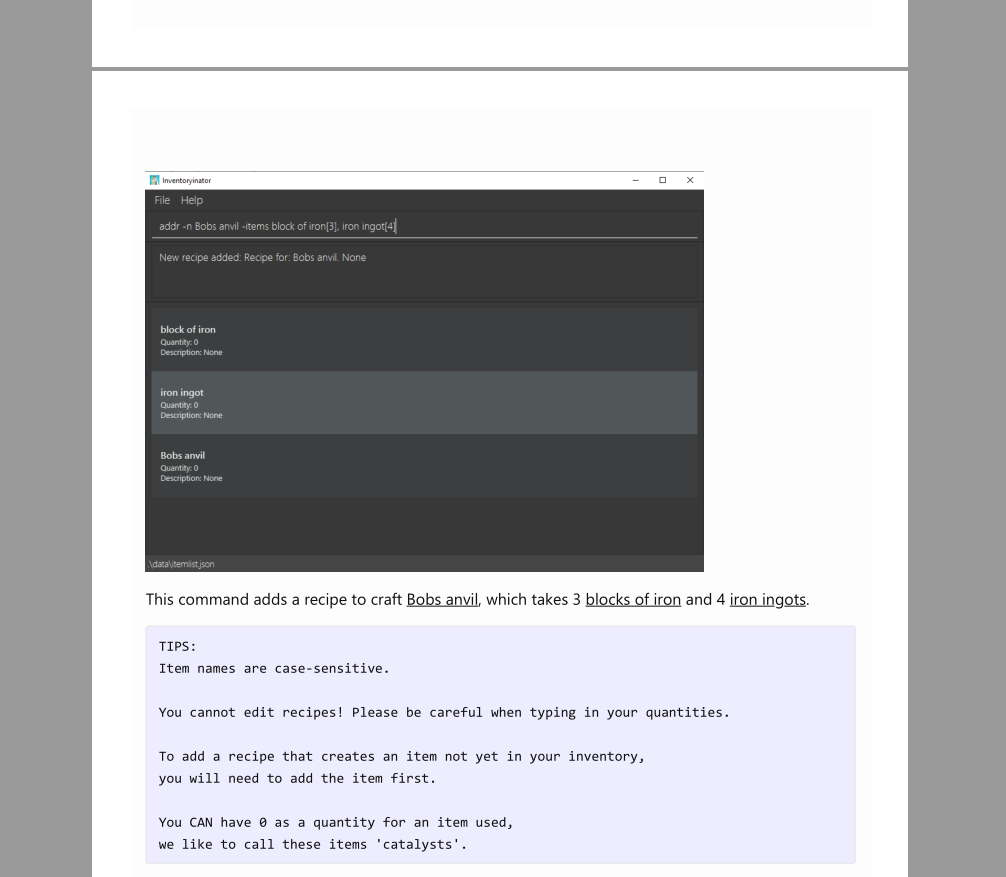 Inventoryinator
File Help
addr -n Bobs anvil -items block of iron[3], iron ingot[4]
New recipe added: Recipe for: Bobs anvil. None
block of iron
Quantity: 0
Description: None
iron ingot
Quantity: 0
Description: None
Bobs anvil
Quantity: 0
Description: None
.\data\itemlist.json
This command adds a recipe to craft Bobs anvil, which takes 3 blocks of iron and 4 iron ingots.
TIPS:
Item names are case-sensitive.
You cannot edit recipes! Please be careful when typing in your quantities.
To add a recipe that creates an item not yet in your inventory,
you will need to add the item first.
You CAN have 0 as a quantity for an item used,
we like to call these items 'catalysts'.